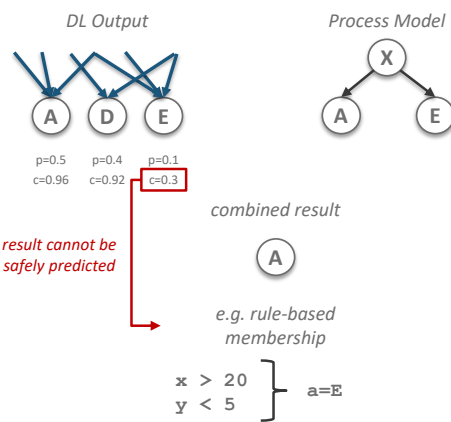 DL Output
Process Model
X
A D E
A E
p=0.5 p=0.4 p=0.1
c=0.96 c=0.92 c=0.3
combined result
result cannot be
safely predicted
A
e.g. rule-based
membership
x > 20
y < 5
a=E